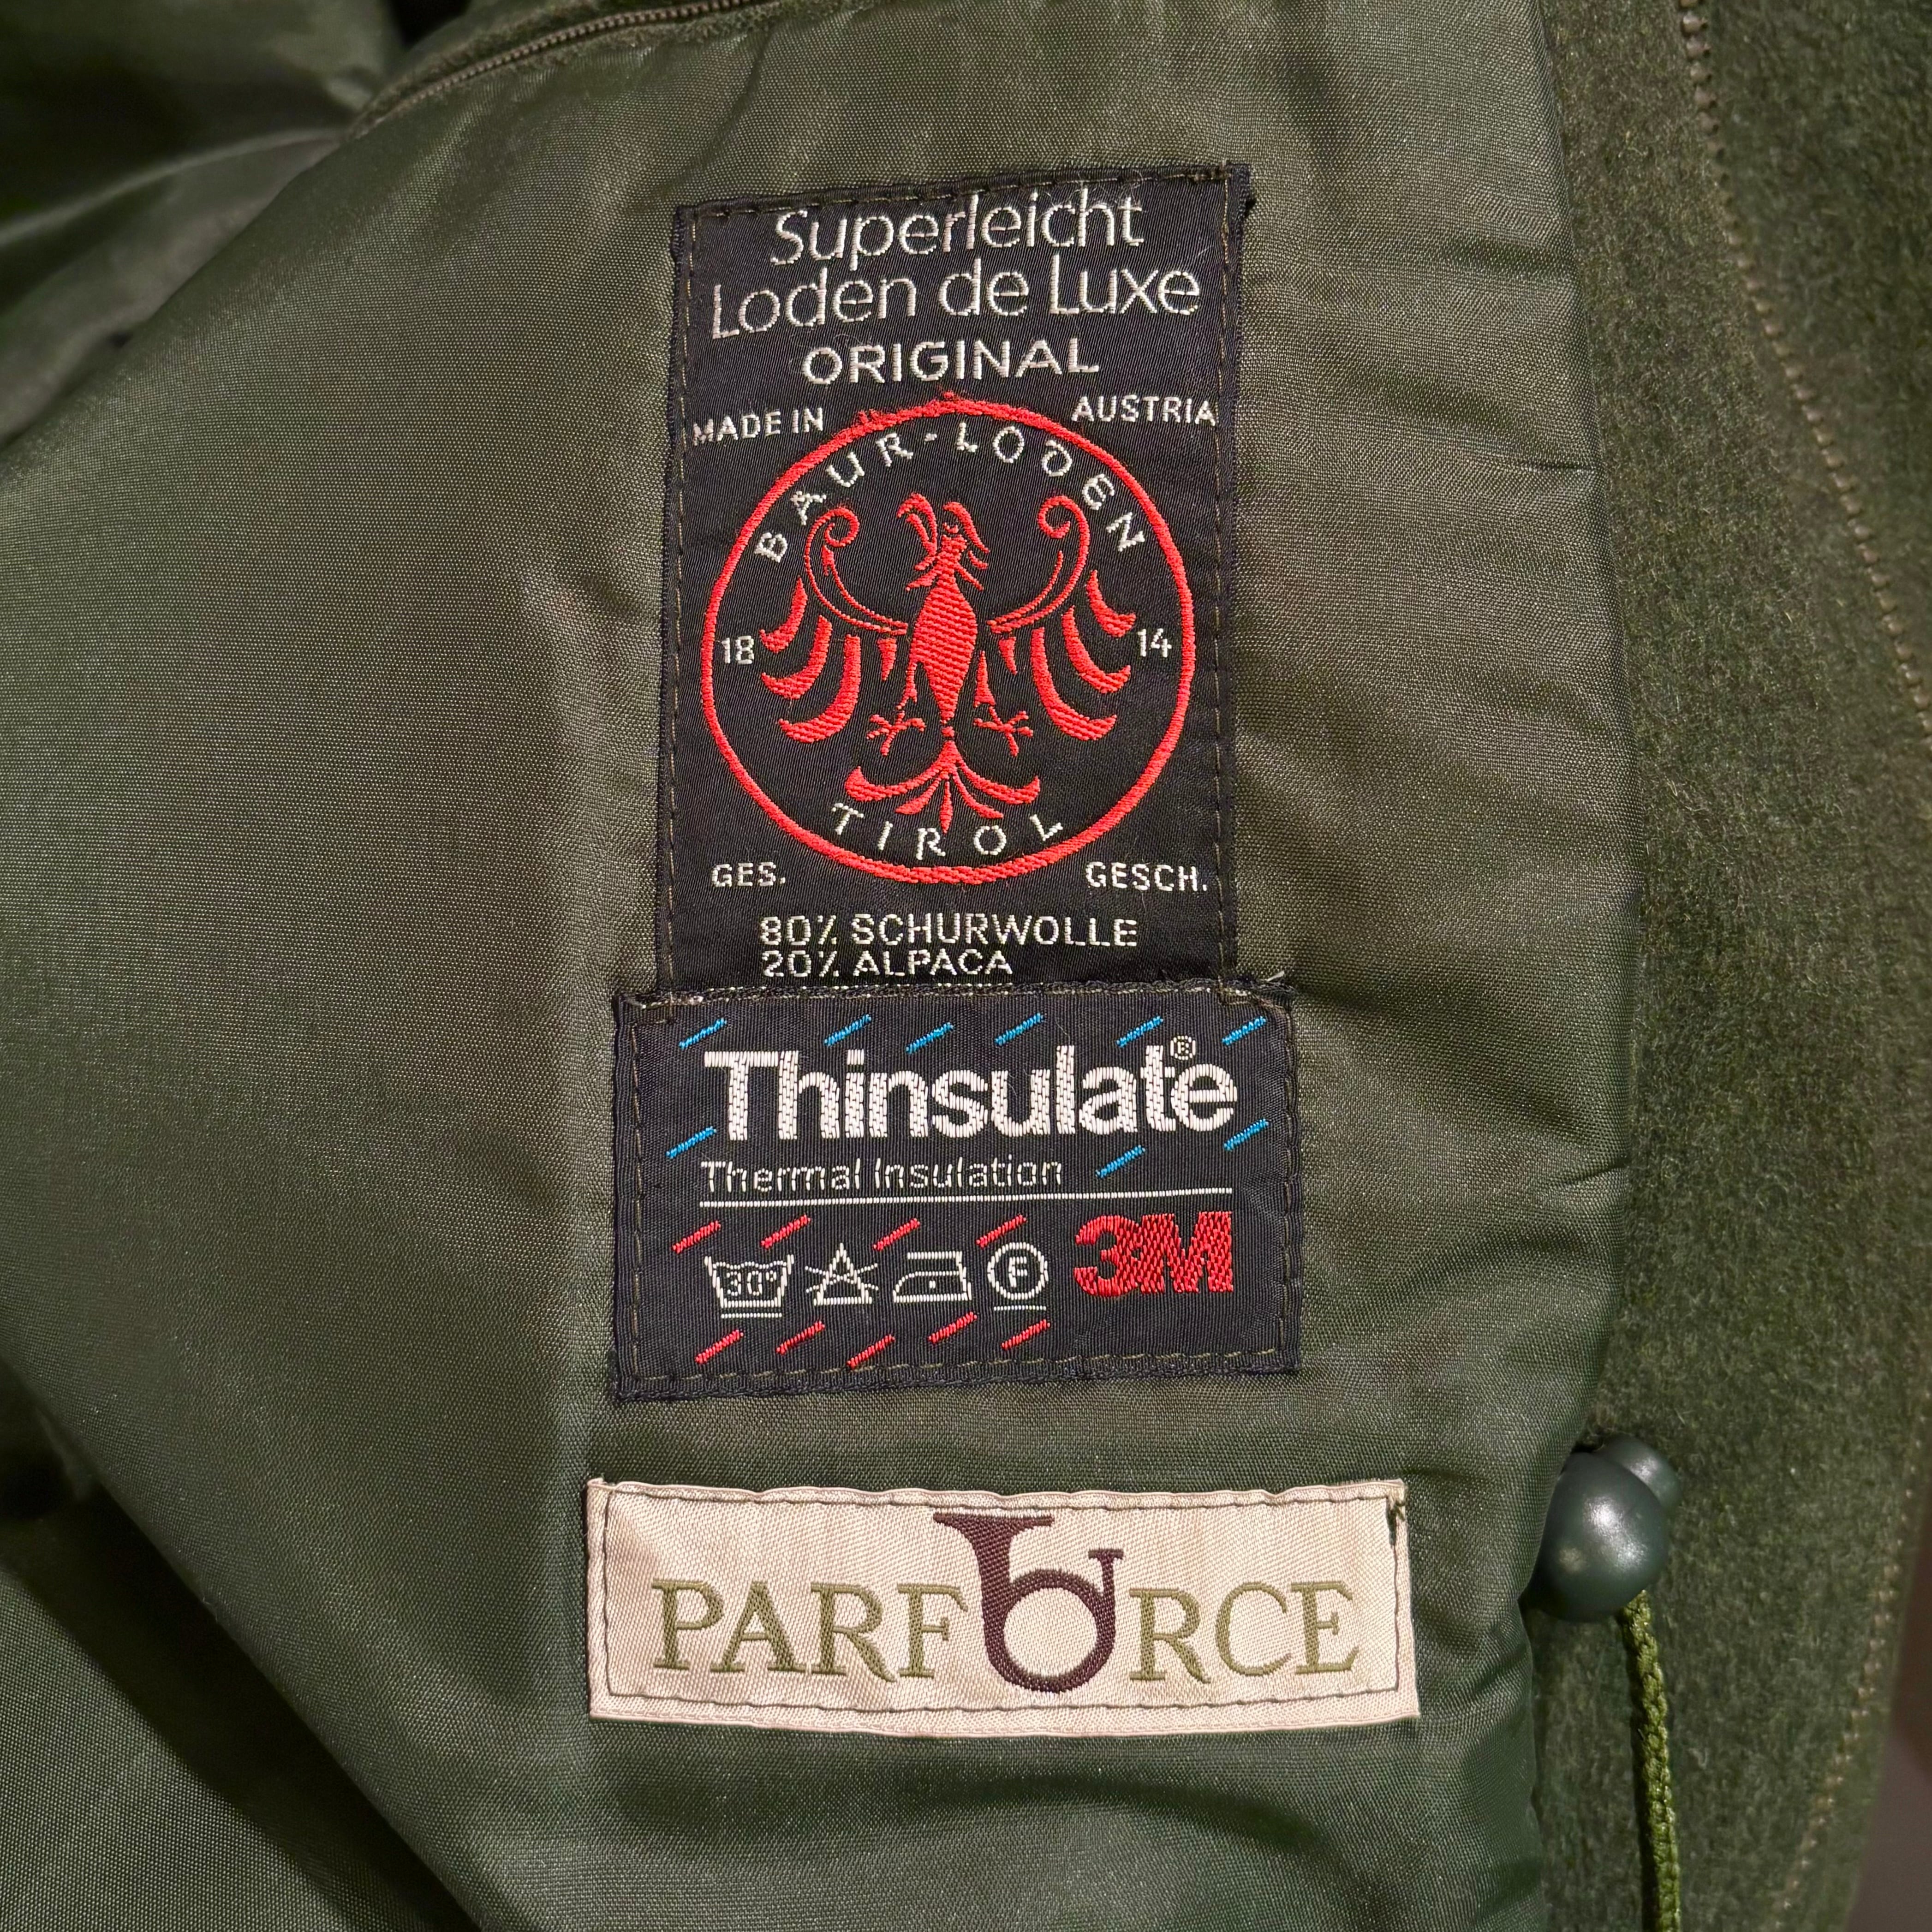 Superleicht
Loden de Luxe
ORIGINAL
MADE IN AUSTRIA
BAUR-LODEN
18 14
TIROL
GES. GESCH.
80% SCHURWOLLE
20% ALPACA
Thinsulate®
Thermal Insulation
30° F 3M
PARFORCE